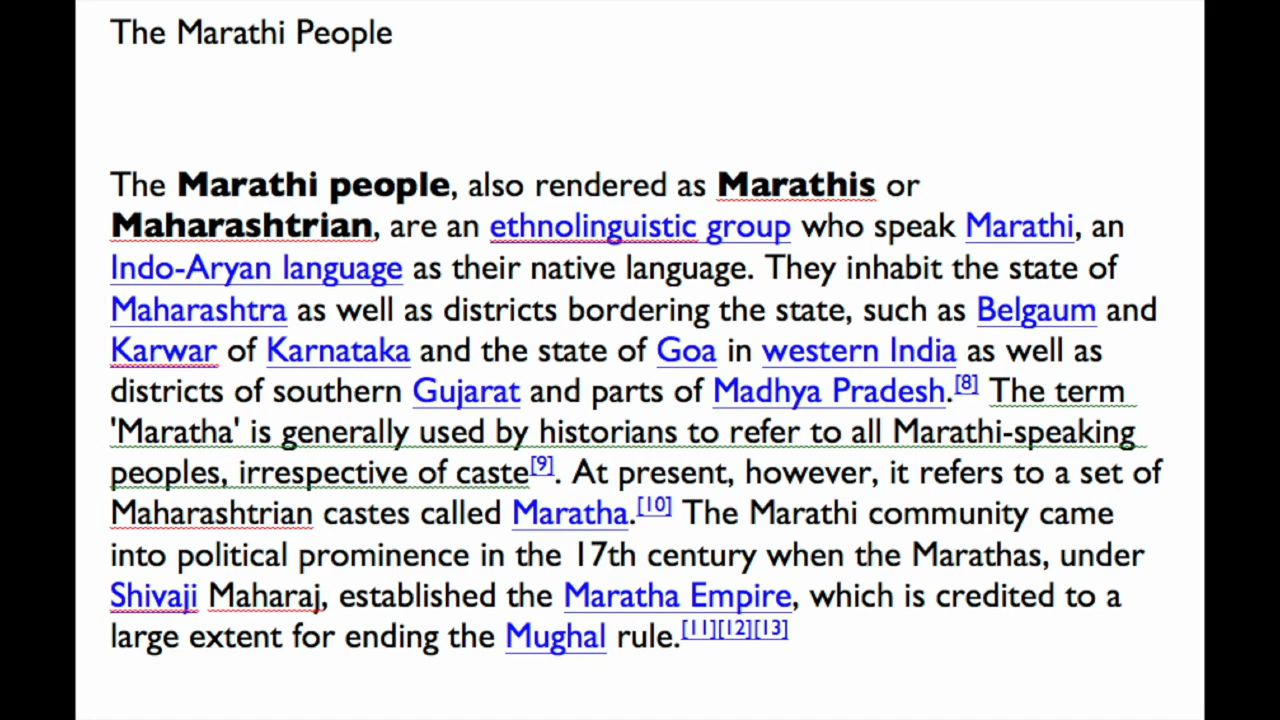 The Marathi People
The Marathi people, also rendered as Marathis or
Maharashtrian, are an ethnolinguistic group who speak Marathi, an
Indo-Aryan language as their native language. They inhabit the state of
Maharashtra as well as districts bordering the state, such as Belgaum and
Karwar of Karnataka and the state of Goa in western India as well as
districts of southern Gujarat and parts of Madhya Pradesh.[8] The term
'Maratha' is generally used by historians to refer to all Marathi-speaking
peoples, irrespective of caste[9]. At present, however, it refers to a set of
Maharashtrian castes called Maratha.[10] The Marathi community came
into political prominence in the 17th century when the Marathas, under
Shivaji Maharaj, established the Maratha Empire, which is credited to a
large extent for ending the Mughal rule.[11][12][13]